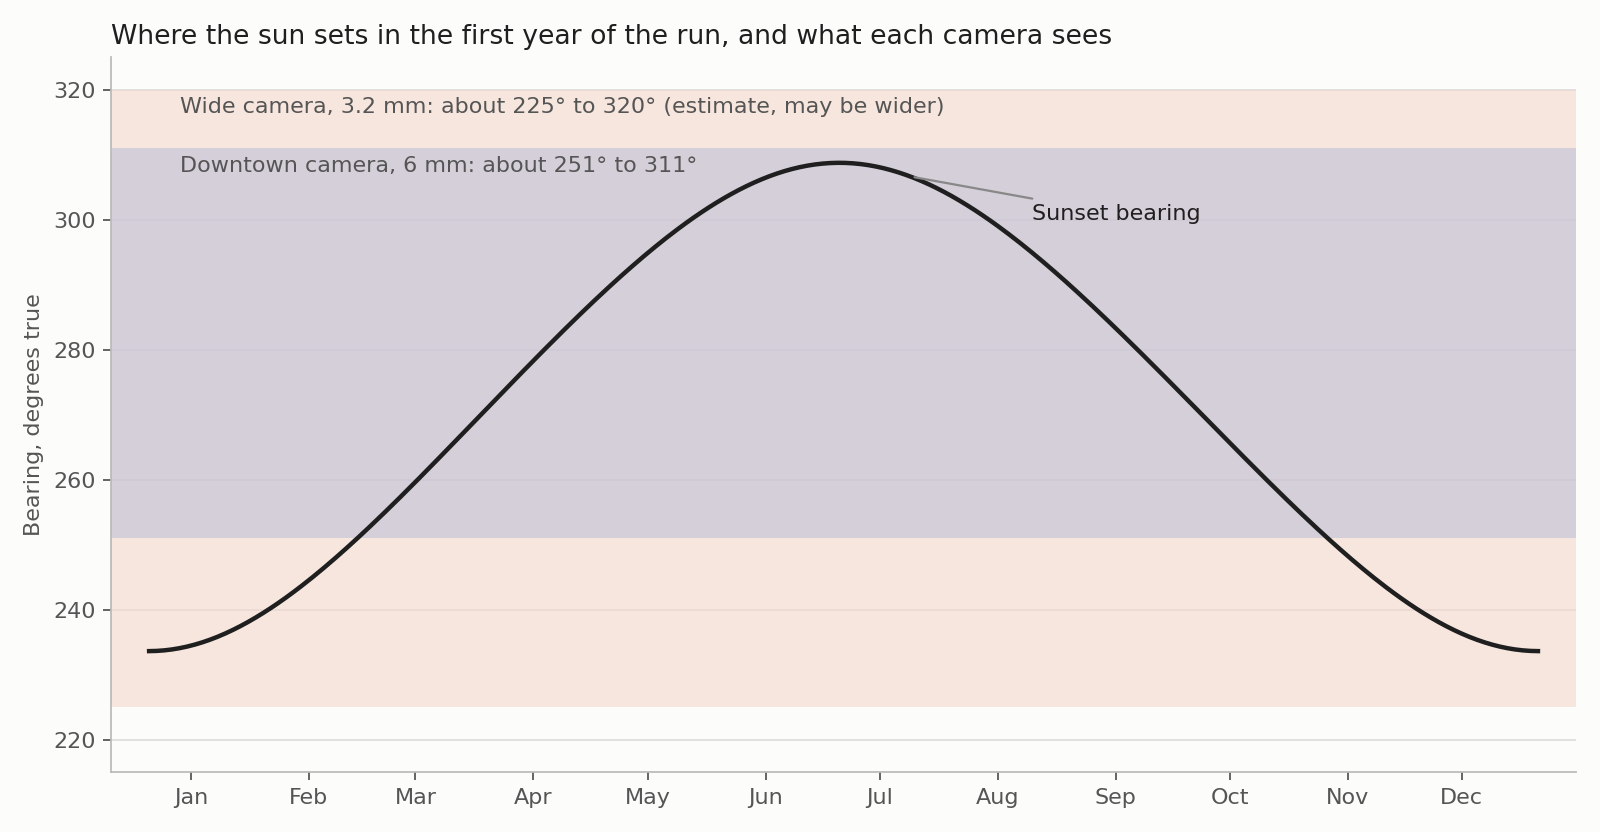 Where the sun sets in the first year of the run, and what each camera sees
320
Wide camera, 3.2 mm: about 225° to 320° (estimate, may be wider)
Downtown camera, 6 mm: about 251° to 311°
Sunset bearing
300
280
260
240
220
Bearing, degrees true
Jan Feb Mar Apr May Jun Jul Aug Sep Oct Nov Dec